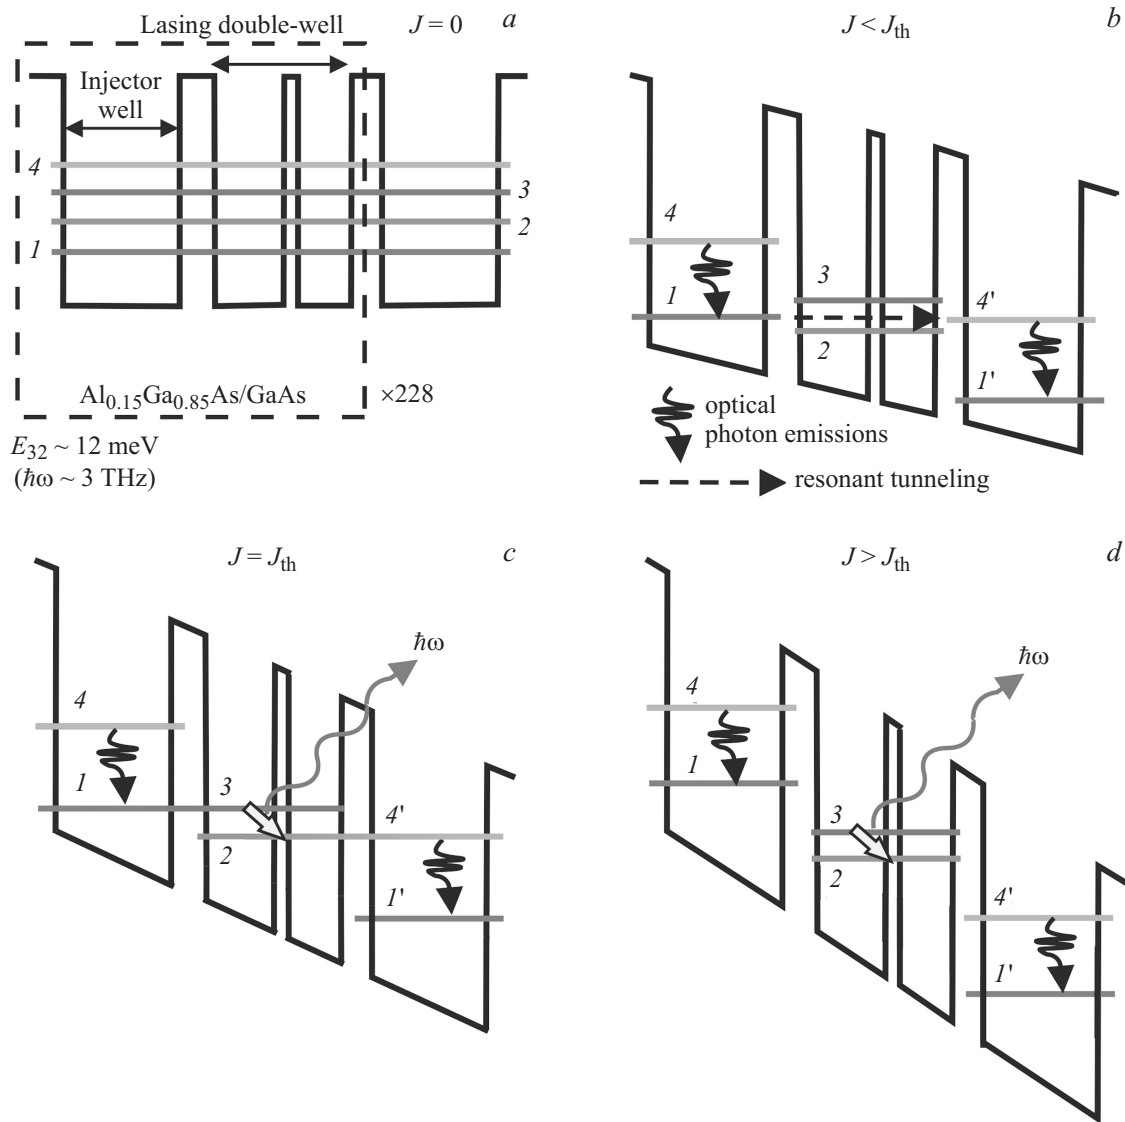 Lasing double-well
J = 0
a
Injector
well
4
3
2
1
Al0.15Ga0.85As/GaAs
×228
E32 ~ 12 meV
(ℏω ~ 3 THz)
J < Jth
b
4
3
1
4'
2
1'
optical
photon emissions
resonant tunneling
J = Jth
c
ℏω
4
1
3
4'
2
1'
J > Jth
d
ℏω
4
1
3
2
4'
1'